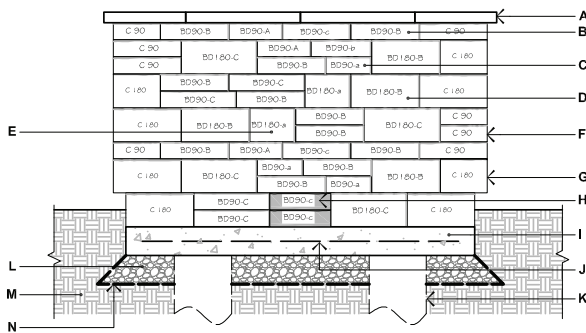 A
C 90 BD90-B BD90-A BD90-c BD90-B C 90 B
C 90 BD180-C BD90-A BD90-b BD180-B C 180
C 90 BD90-B BD90-a C
C 180 BD90-B BD90-C BD180-a BD180-B C 180
BD90-C BD90-B D
C 180 BD180-B BD180-a BD90-B BD180-C C 90
E BD90-B C 90 F
C 90 BD90-B BD90-A BD90-c BD90-B C 90
C 180 BD180-C BD90-a BD90-B BD180-B C 180 G
BD90-B BD90-a
C 180 BD90-C BD90-c BD180-C C 180 H
BD90-C BD90-c
I
L J
M K
N